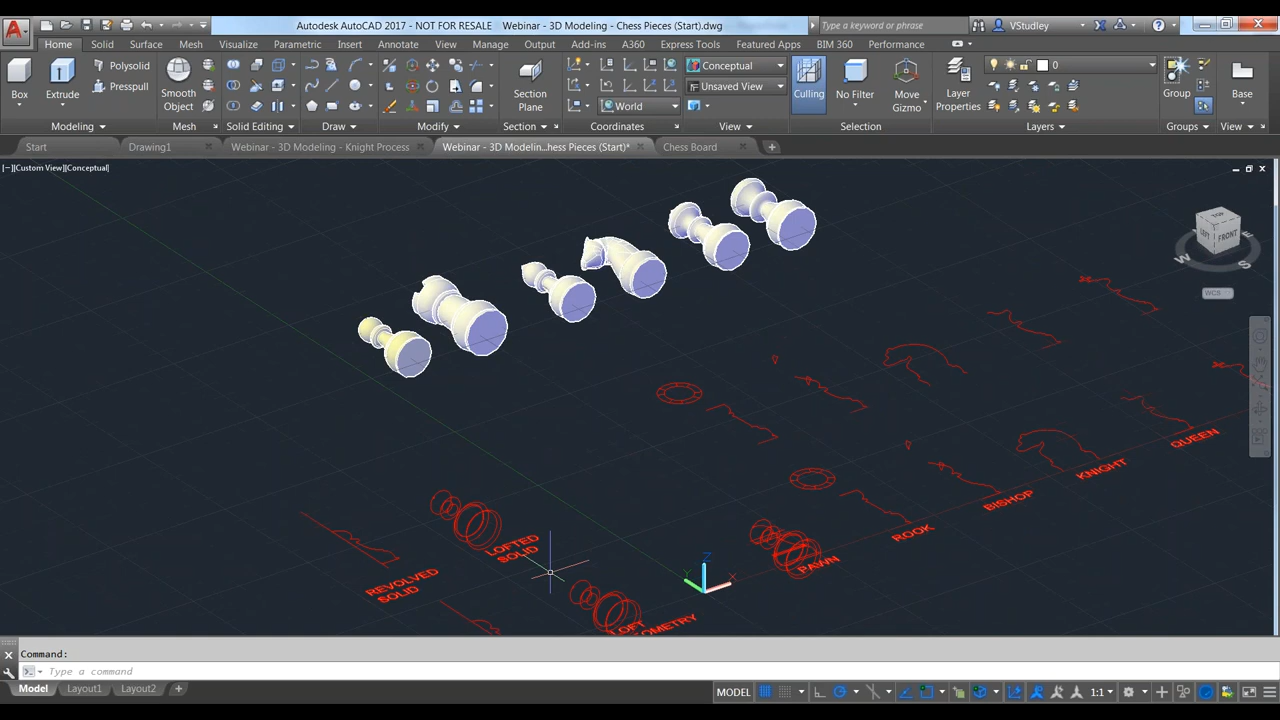 Autodesk AutoCAD 2017 - NOT FOR RESALE Webinar - 3D Modeling - Chess Pieces (Start).dwg
Type a keyword or phrase
VStudley
Home Solid Surface Mesh Visualize Parametric Insert Annotate View Manage Output Add-ins A360 Express Tools Featured Apps BIM 360 Performance
Box
Extrude
Polysolid
Presspull
Smooth
Object
Section
Plane
Conceptual
Unsaved View
World
Culling
No Filter
Move
Gizmo
Layer
Properties
0
Group
Base
Modeling
Mesh
Solid Editing
Draw
Modify
Section
Coordinates
View
Selection
Layers
Groups
View
Start
Drawing1
Webinar - 3D Modeling - Knight Process
Webinar - 3D Modelin...hess Pieces (Start)*
Chess Board
[−][Custom View][Conceptual]
TOP
LEFT
FRONT
W
S
E
WCS
QUEEN
KNIGHT
BISHOP
ROOK
PAWN
LOFTED
SOLID
REVOLVED
SOLID
Z
Y
X
LOFT
Command:
Type a command
Model
Layout1
Layout2
MODEL
1:1